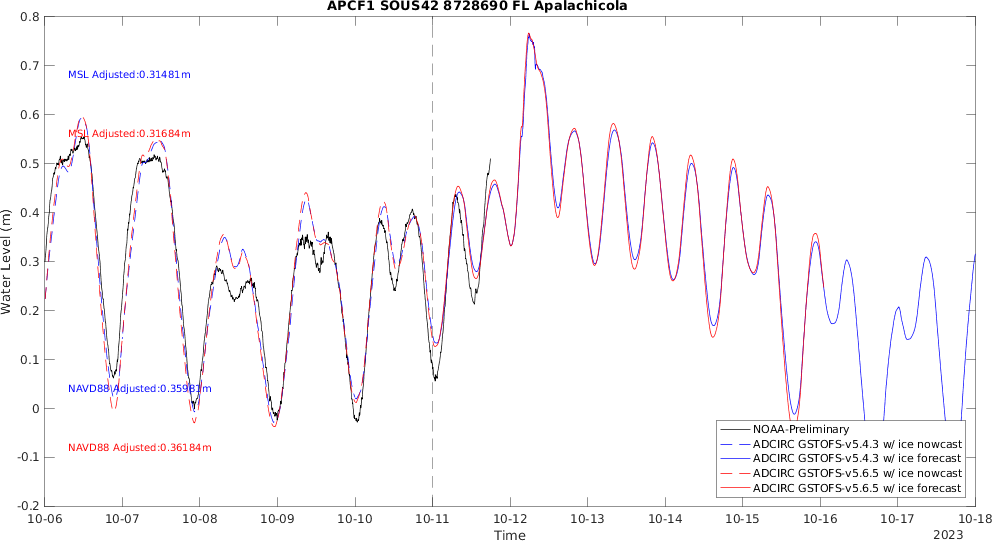 APCF1 SOUS42 8728690 FL Apalachicola
0.8
0.7
0.6
0.5
0.4
0.3
0.2
0.1
0
-0.1
-0.2
Water Level (m)
MSL Adjusted:0.31481m
MSL Adjusted:0.31684m
NAVD88 Adjusted:0.35981m
NAVD88 Adjusted:0.36184m
NOAA-Preliminary
ADCIRC GSTOFS-v5.4.3 w/ ice nowcast
ADCIRC GSTOFS-v5.4.3 w/ ice forecast
ADCIRC GSTOFS-v5.6.5 w/ ice nowcast
ADCIRC GSTOFS-v5.6.5 w/ ice forecast
10-06 10-07 10-08 10-09 10-10 10-11 10-12 10-13 10-14 10-15 10-16 10-17 10-18
Time
2023